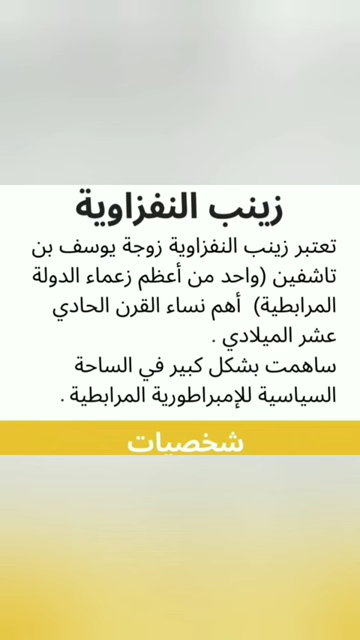 زينب النفزاوية
تعتبر زينب النفزاوية زوجة يوسف بن
تاشفين (واحد من أعظم زعماء الدولة
المرابطية) أهم نساء القرن الحادي
عشر الميلادي .
ساهمت بشكل كبير في الساحة
السياسية للإمبراطورية المرابطية .
شخصيات